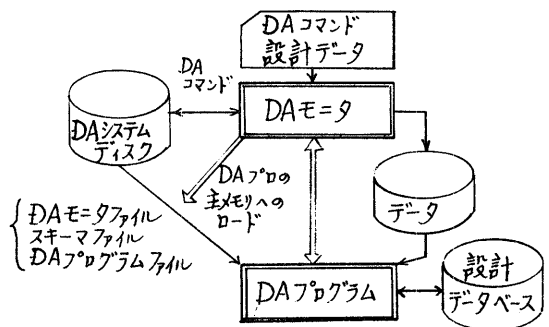 DAコマンド
設計データ
DA
コマンド
DAモニタ
DAシステム
ディスク
DAプロの
主メモリへの
ロード
データ
DAモニタファイル
スキーマファイル
DAプログラムファイル
DAプログラム
設計
データベース